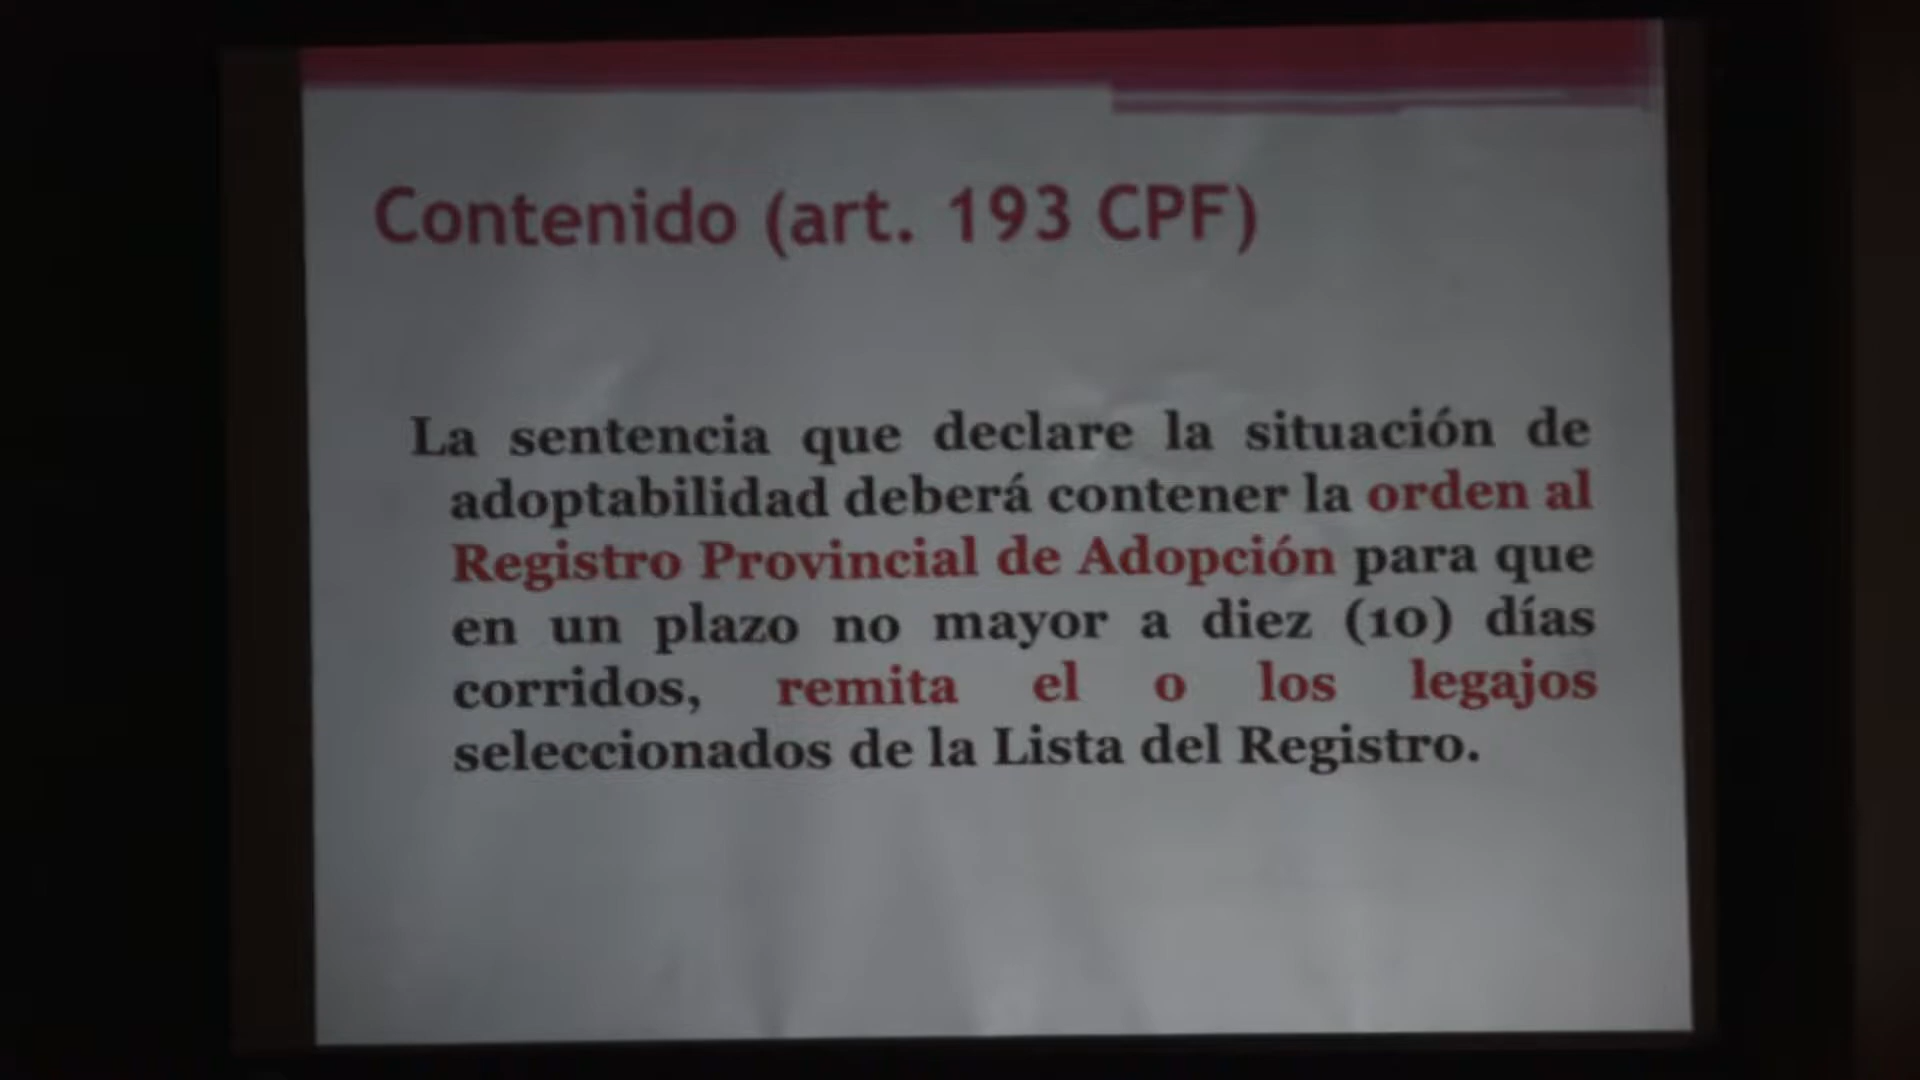 Contenido (art. 193 CPF)
La sentencia que declare la situación de
adoptabilidad deberá contener la orden al
Registro Provincial de Adopción para que
en un plazo no mayor a diez (10) días
corridos, remita el o los legajos
seleccionados de la Lista del Registro.